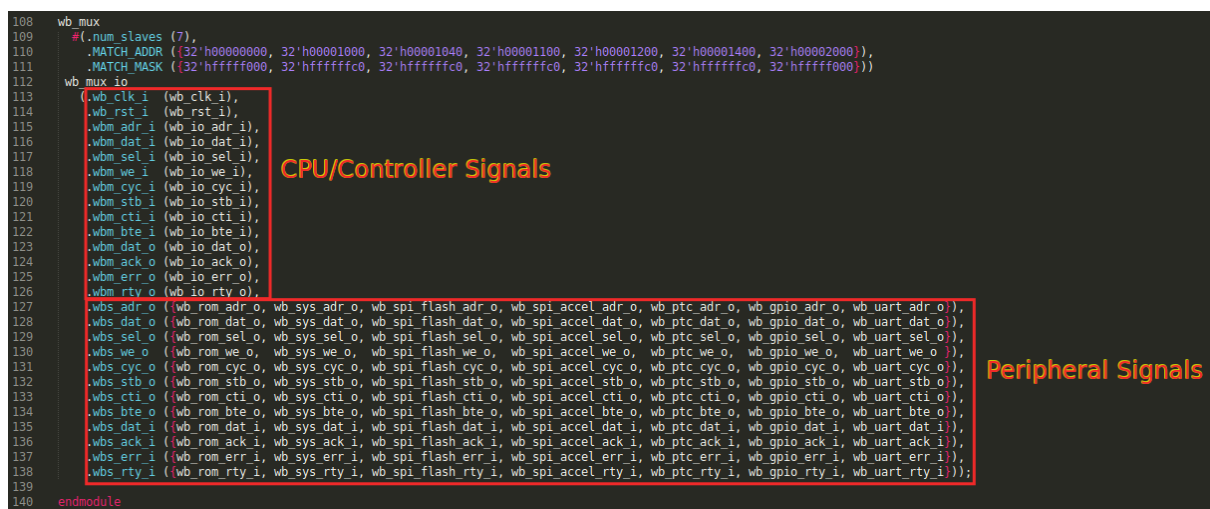 108 wb_mux
109 #(.num_slaves (7),
110 .MATCH_ADDR ({32'h00000000, 32'h00001000, 32'h00001040, 32'h00001100, 32'h00001200, 32'h00001400, 32'h00002000}),
111 .MATCH_MASK ({32'hfffff000, 32'hffffffc0, 32'hffffffc0, 32'hffffffc0, 32'hffffffc0, 32'hffffffc0, 32'hfffff000}))
112 wb_mux_io
113 (.wb_clk_i (wb_clk_i),
114 .wb_rst_i (wb_rst_i),
115 .wbm_adr_i (wb_io_adr_i),
116 .wbm_dat_i (wb_io_dat_i),
117 .wbm_sel_i (wb_io_sel_i),
118 .wbm_we_i (wb_io_we_i),
119 .wbm_cyc_i (wb_io_cyc_i),
120 .wbm_stb_i (wb_io_stb_i),
121 .wbm_cti_i (wb_io_cti_i),
122 .wbm_bte_i (wb_io_bte_i),
123 .wbm_dat_o (wb_io_dat_o),
124 .wbm_ack_o (wb_io_ack_o),
125 .wbm_err_o (wb_io_err_o),
126 .wbm_rty_o (wb_io_rty_o),
CPU/Controller Signals
127 .wbs_adr_o ({wb_rom_adr_o, wb_sys_adr_o, wb_spi_flash_adr_o, wb_spi_accel_adr_o, wb_ptc_adr_o, wb_gpio_adr_o, wb_uart_adr_o}),
128 .wbs_dat_o ({wb_rom_dat_o, wb_sys_dat_o, wb_spi_flash_dat_o, wb_spi_accel_dat_o, wb_ptc_dat_o, wb_gpio_dat_o, wb_uart_dat_o}),
129 .wbs_sel_o ({wb_rom_sel_o, wb_sys_sel_o, wb_spi_flash_sel_o, wb_spi_accel_sel_o, wb_ptc_sel_o, wb_gpio_sel_o, wb_uart_sel_o}),
130 .wbs_we_o ({wb_rom_we_o, wb_sys_we_o, wb_spi_flash_we_o, wb_spi_accel_we_o, wb_ptc_we_o, wb_gpio_we_o, wb_uart_we_o }),
131 .wbs_cyc_o ({wb_rom_cyc_o, wb_sys_cyc_o, wb_spi_flash_cyc_o, wb_spi_accel_cyc_o, wb_ptc_cyc_o, wb_gpio_cyc_o, wb_uart_cyc_o}),
132 .wbs_stb_o ({wb_rom_stb_o, wb_sys_stb_o, wb_spi_flash_stb_o, wb_spi_accel_stb_o, wb_ptc_stb_o, wb_gpio_stb_o, wb_uart_stb_o}),
133 .wbs_cti_o ({wb_rom_cti_o, wb_sys_cti_o, wb_spi_flash_cti_o, wb_spi_accel_cti_o, wb_ptc_cti_o, wb_gpio_cti_o, wb_uart_cti_o}),
134 .wbs_bte_o ({wb_rom_bte_o, wb_sys_bte_o, wb_spi_flash_bte_o, wb_spi_accel_bte_o, wb_ptc_bte_o, wb_gpio_bte_o, wb_uart_bte_o}),
135 .wbs_dat_i ({wb_rom_dat_i, wb_sys_dat_i, wb_spi_flash_dat_i, wb_spi_accel_dat_i, wb_ptc_dat_i, wb_gpio_dat_i, wb_uart_dat_i}),
136 .wbs_ack_i ({wb_rom_ack_i, wb_sys_ack_i, wb_spi_flash_ack_i, wb_spi_accel_ack_i, wb_ptc_ack_i, wb_gpio_ack_i, wb_uart_ack_i}),
137 .wbs_err_i ({wb_rom_err_i, wb_sys_err_i, wb_spi_flash_err_i, wb_spi_accel_err_i, wb_ptc_err_i, wb_gpio_err_i, wb_uart_err_i}),
138 .wbs_rty_i ({wb_rom_rty_i, wb_sys_rty_i, wb_spi_flash_rty_i, wb_spi_accel_rty_i, wb_ptc_rty_i, wb_gpio_rty_i, wb_uart_rty_i}));
Peripheral Signals
139
140 endmodule